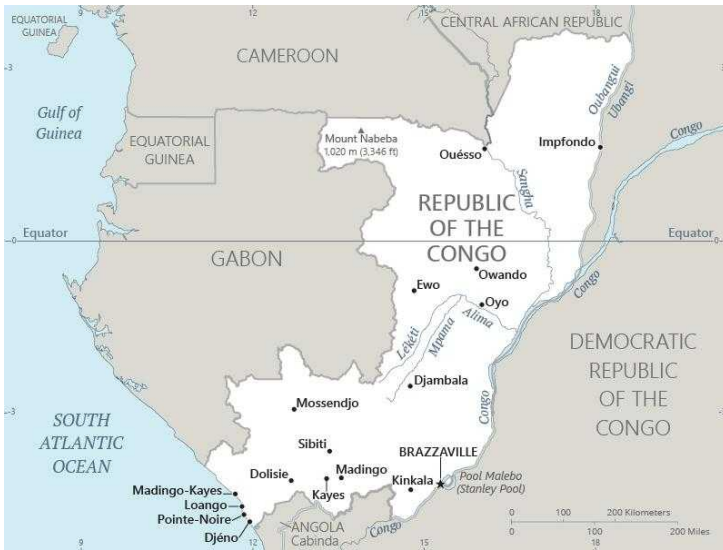 EQUATORIAL
GUINEA
12
15
18
CENTRAL AFRICAN REPUBLIC
CAMEROON
3
Gulf of
Guinea
EQUATORIAL
GUINEA
Mount Nabeba
1,020 m (3,346 ft)
Ouésso
Impfondo
Oubangui
Ubangi
Congo
Sangha
REPUBLIC
OF THE
CONGO
0
Equator
Equator
0
GABON
Owando
Ewo
Oyo
Congo
Alima
Lékéti
Mpama
DEMOCRATIC
REPUBLIC
OF THE
CONGO
Djambala
3
Mossendjo
Congo
SOUTH
ATLANTIC
OCEAN
Sibiti
BRAZZAVILLE
Dolisie
Madingo
Kinkala
Pool Malebo
(Stanley Pool)
Madingo-Kayes
Kayes
Loango
Pointe-Noire
Djéno
ANGOLA
Cabinda
Congo
0 100 200 Kilometers
0 100 200 Miles
9
12
15
18